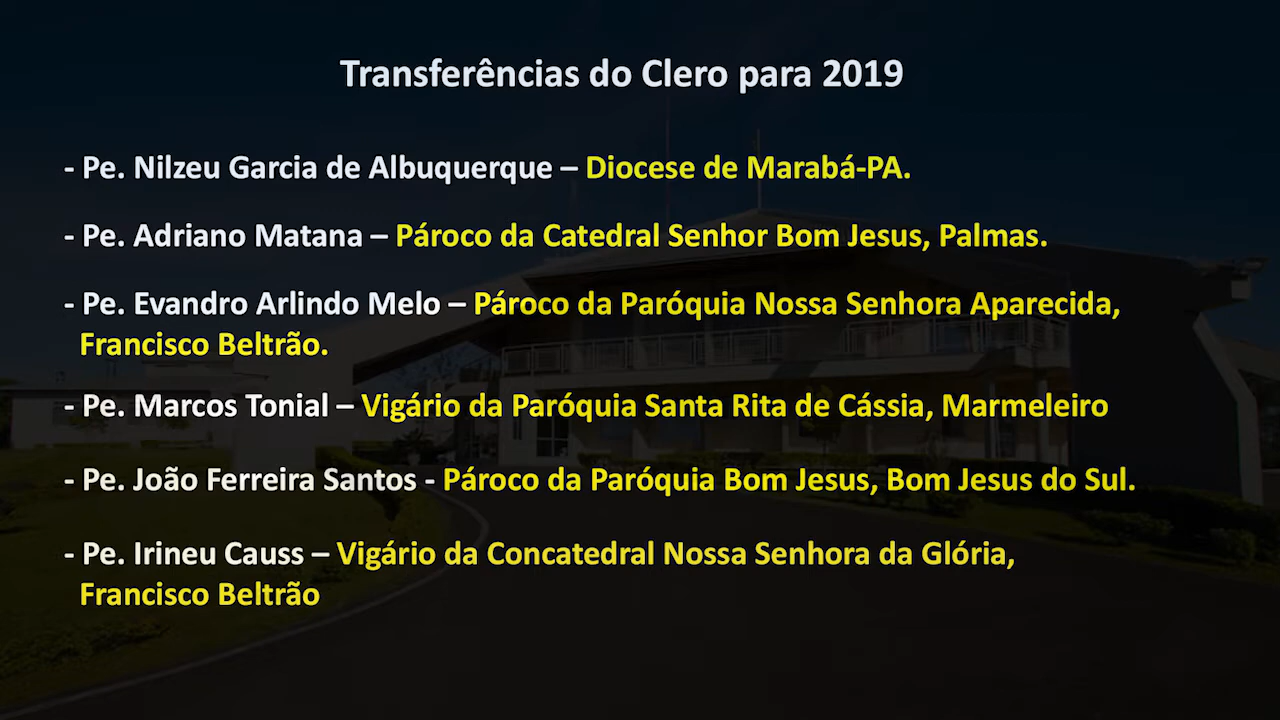 Transferências do Clero para 2019
- Pe. Nilzeu Garcia de Albuquerque – Diocese de Marabá-PA.
- Pe. Adriano Matana – Pároco da Catedral Senhor Bom Jesus, Palmas.
- Pe. Evandro Arlindo Melo – Pároco da Paróquia Nossa Senhora Aparecida,
Francisco Beltrão.
- Pe. Marcos Tonial – Vigário da Paróquia Santa Rita de Cássia, Marmeleiro
- Pe. João Ferreira Santos - Pároco da Paróquia Bom Jesus, Bom Jesus do Sul.
- Pe. Irineu Causs – Vigário da Concatedral Nossa Senhora da Glória,
Francisco Beltrão